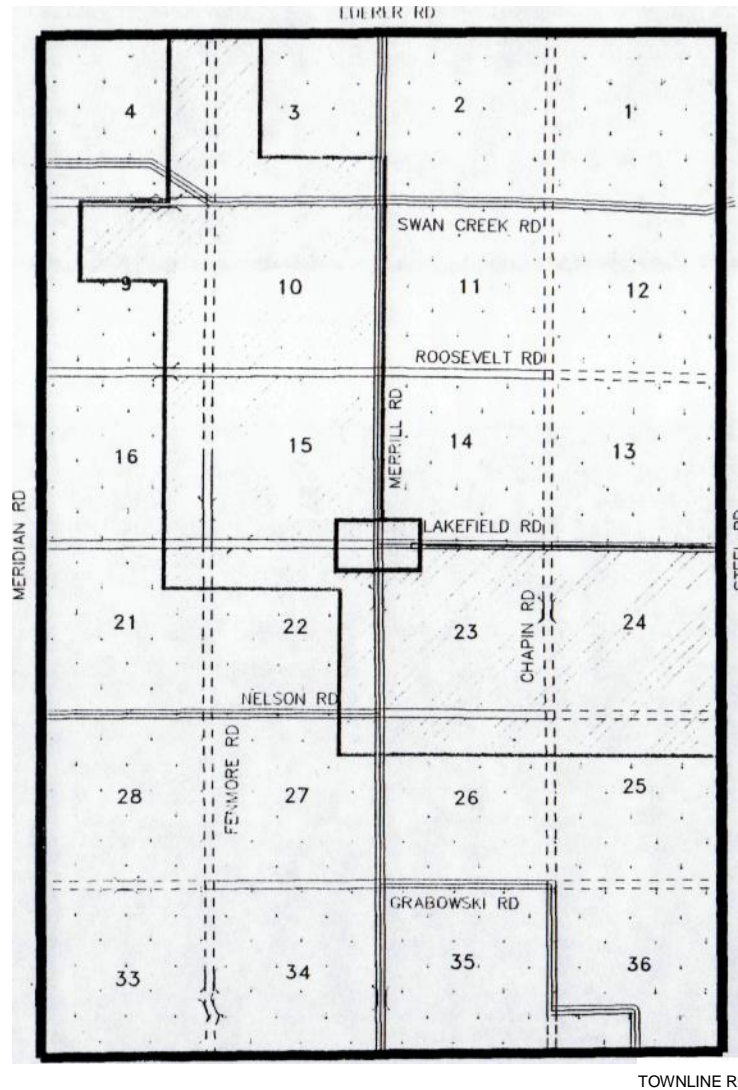 EDERER RD
4
3
2
1
SWAN CREEK RD
9
10
11
12
ROOSEVELT RD
MERRILL RD
16
15
14
13
LAKEFIELD RD
MERIDIAN RD
STEEL RD
21
22
23
24
CHAPIN RD
NELSON RD
FENMORE RD
28
27
26
25
GRABOWSKI RD
33
34
35
36
TOWNLINE R